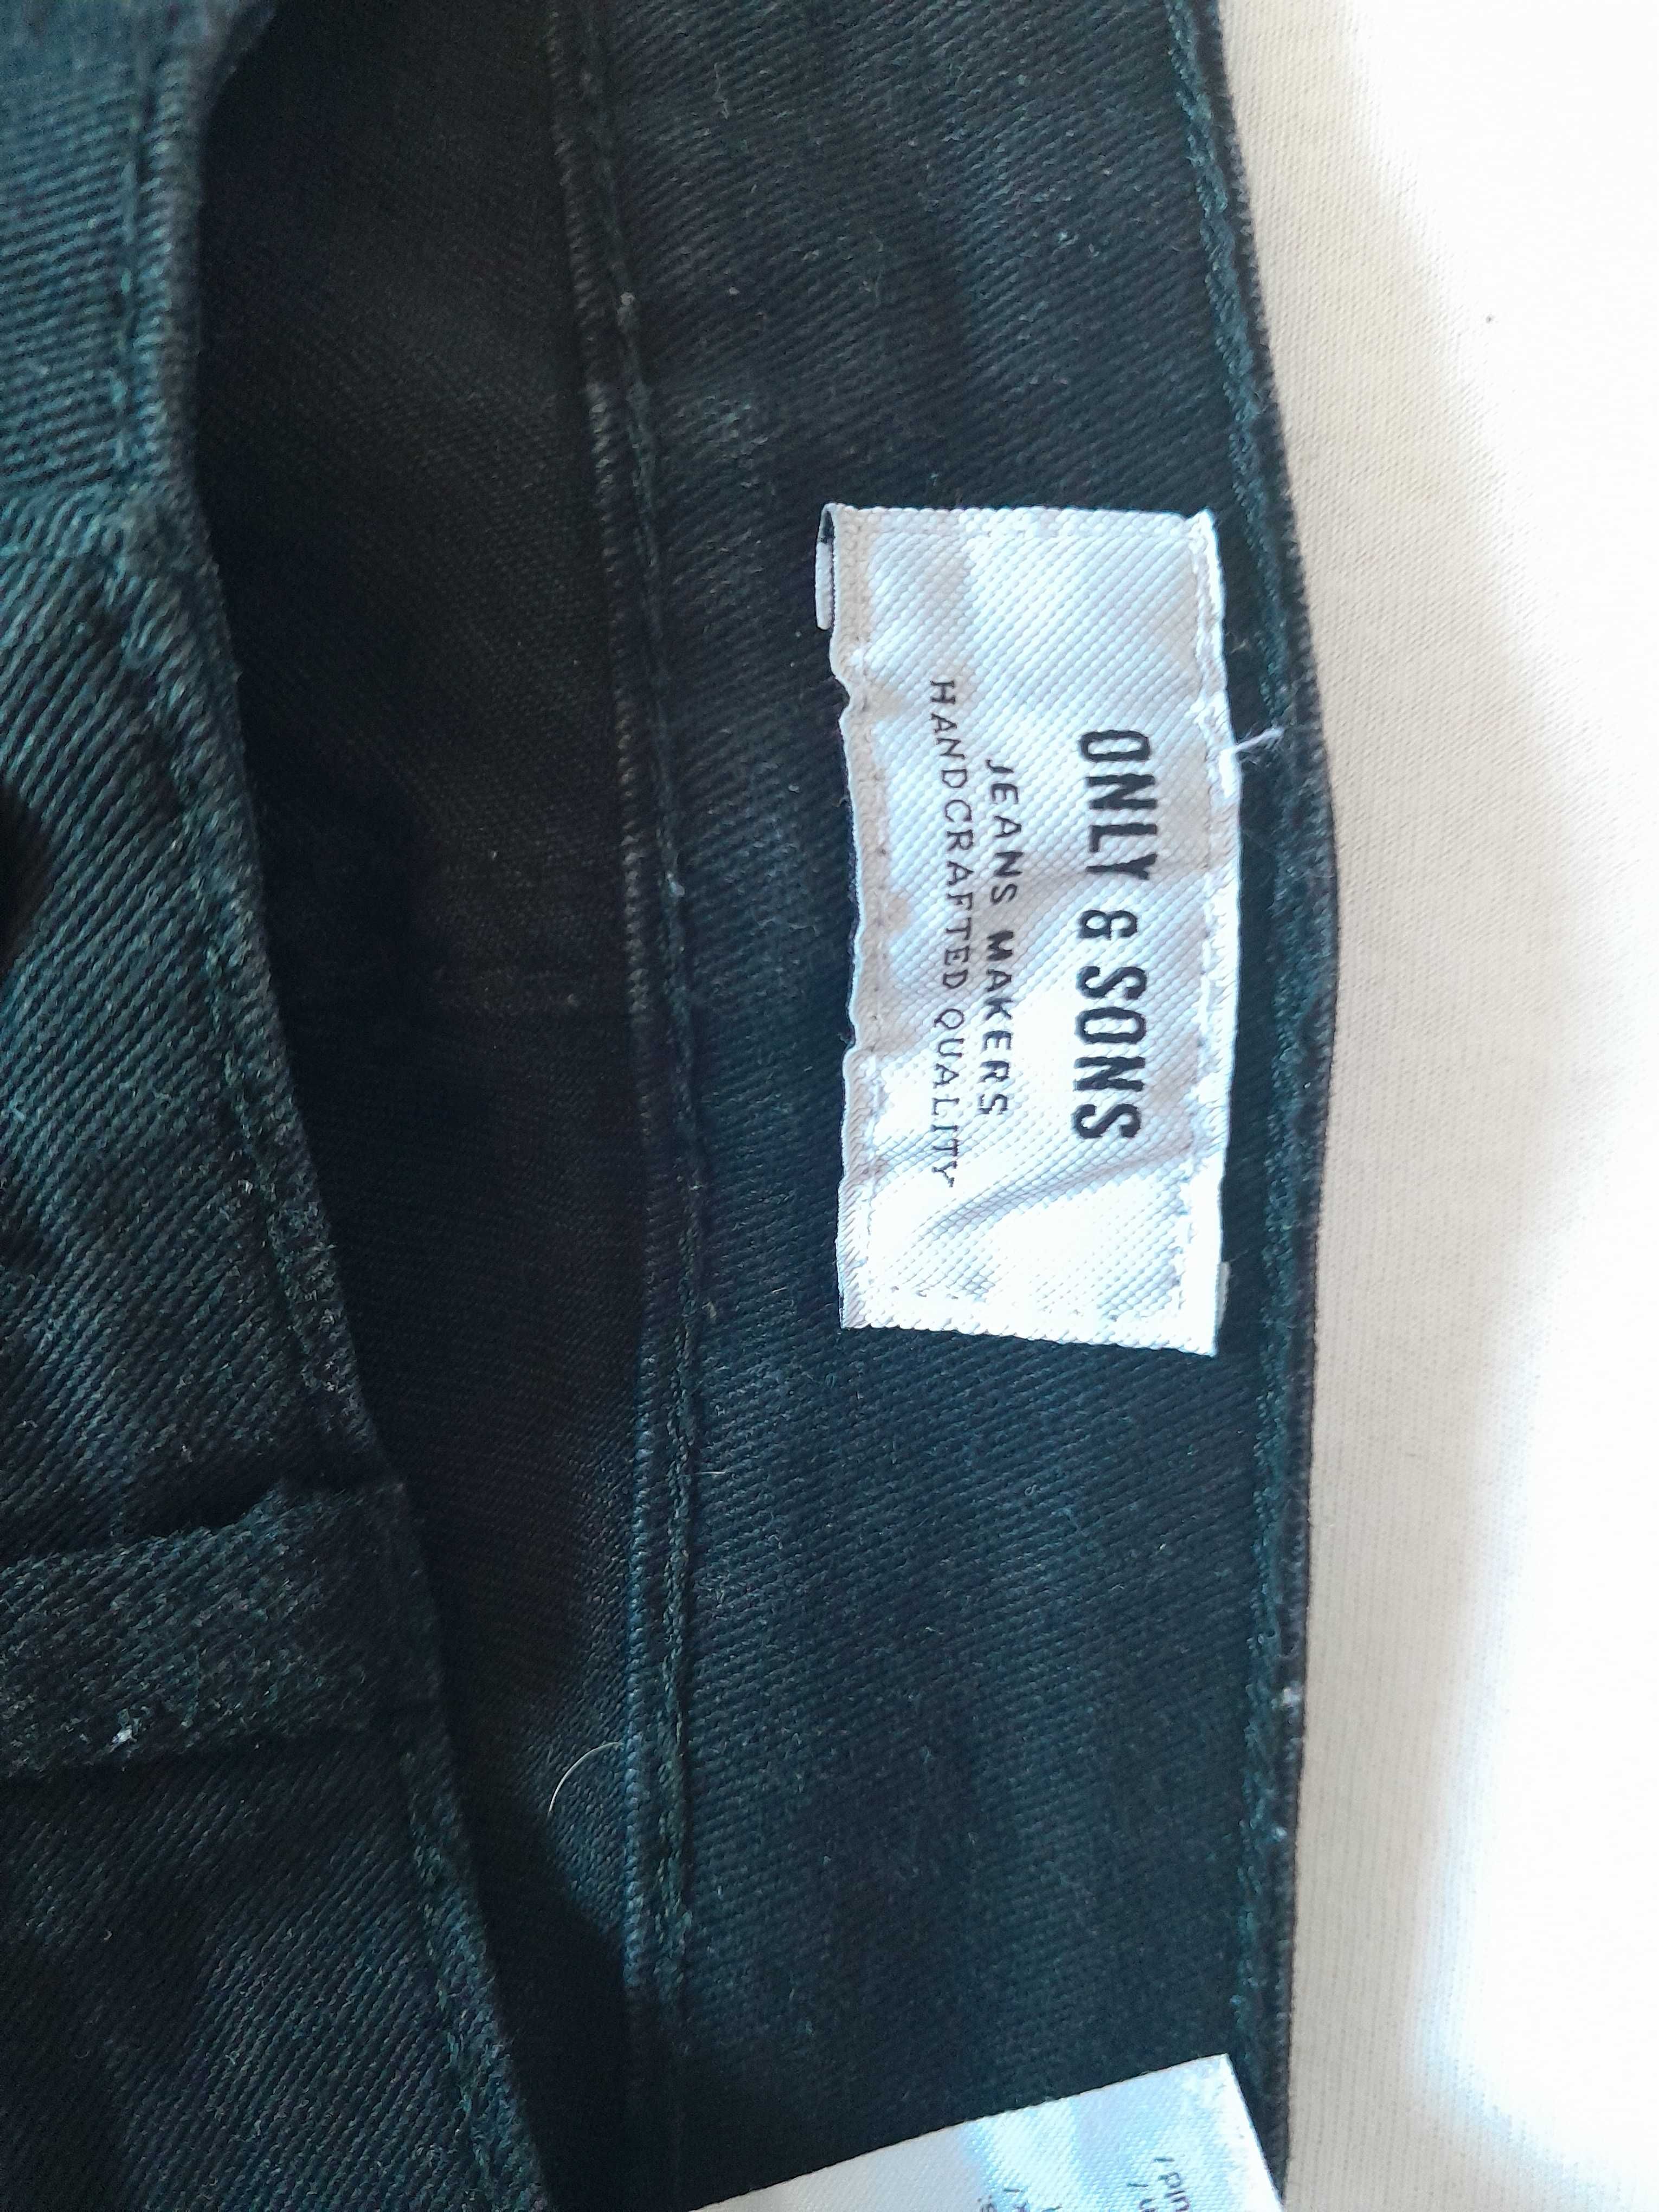 ONLY & SONS
JEANS MAKERS
HANDCRAFTED QUALITY